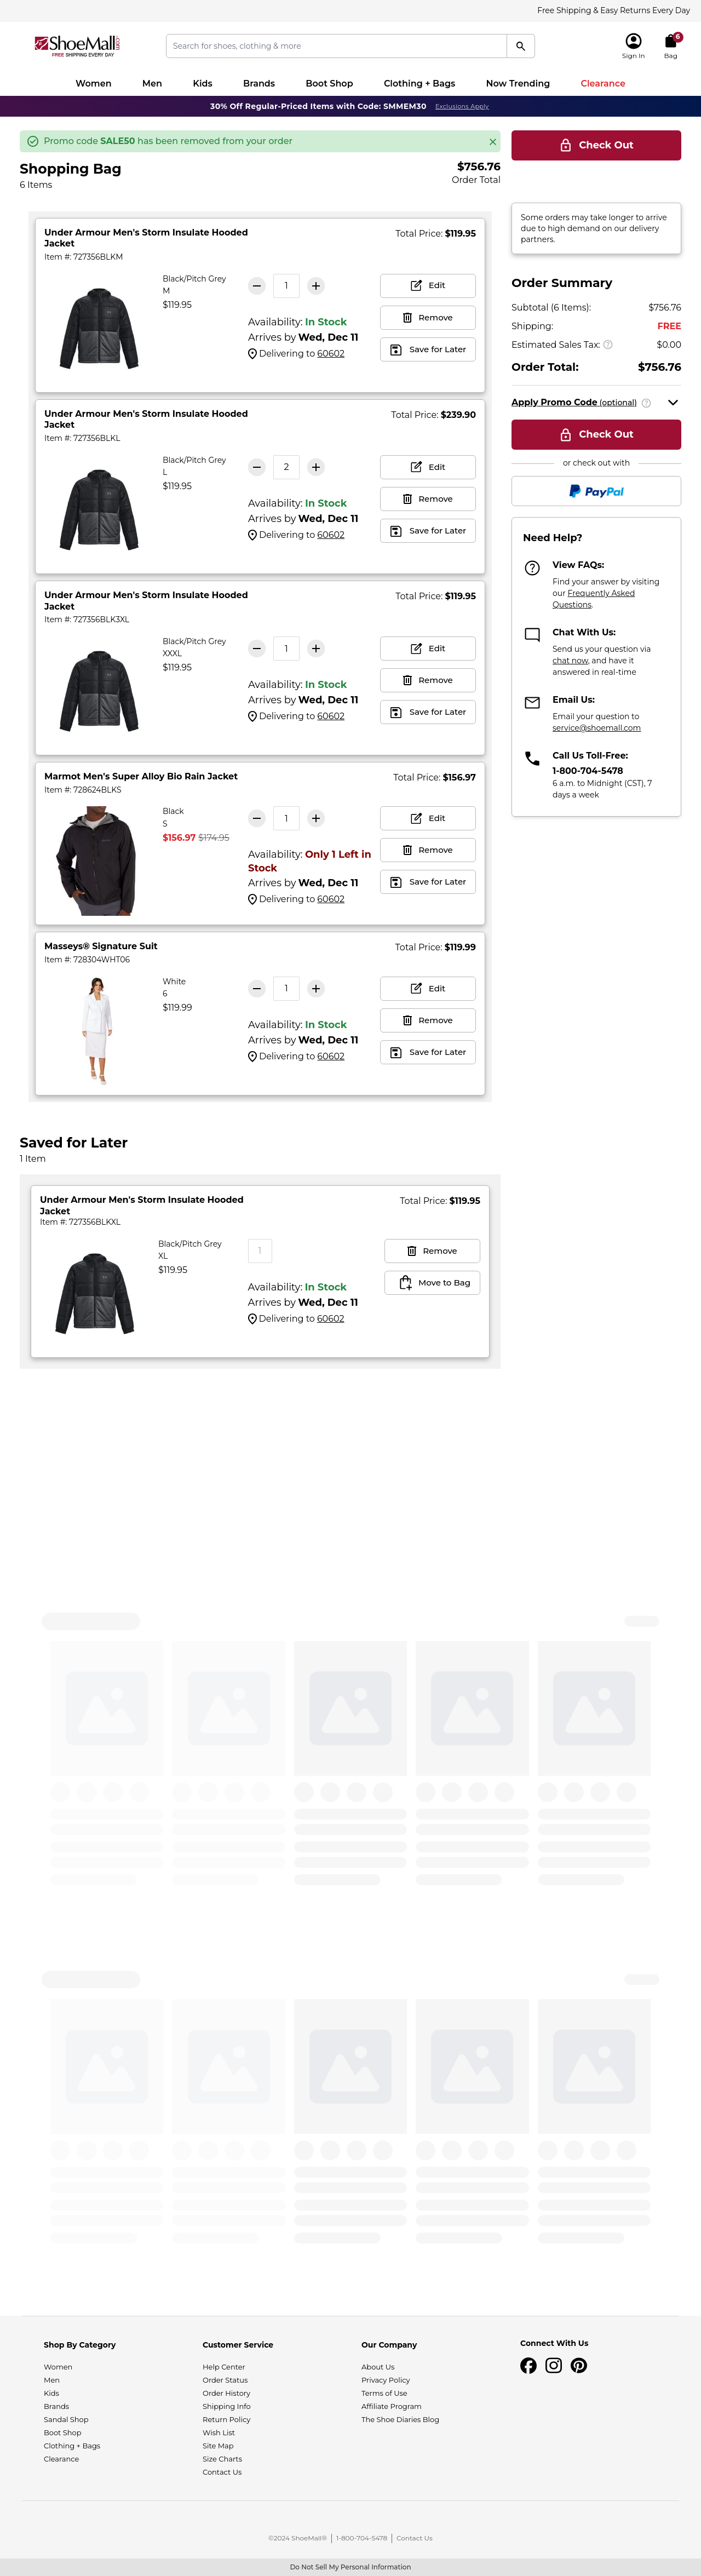 Free Shipping & Easy Returns Every Day
ShoeMall.com
FREE SHIPPING EVERY DAY
Search for shoes, clothing & more
Sign In
6
Bag
Women Men Kids Brands Boot Shop Clothing + Bags Now Trending Clearance
30% Off Regular-Priced Items with Code: SMMEM30 Exclusions Apply
Promo code SALE50 has been removed from your order
Shopping Bag
6 Items
$756.76
Order Total
Under Armour Men's Storm Insulate Hooded
Jacket
Item #: 727356BLKM
Total Price: $119.95
Black/Pitch Grey
M
$119.95
1
Availability: In Stock
Arrives by Wed, Dec 11
Delivering to 60602
Edit
Remove
Save for Later
Under Armour Men's Storm Insulate Hooded
Jacket
Item #: 727356BLKL
Total Price: $239.90
Black/Pitch Grey
L
$119.95
2
Availability: In Stock
Arrives by Wed, Dec 11
Delivering to 60602
Edit
Remove
Save for Later
Under Armour Men's Storm Insulate Hooded
Jacket
Item #: 727356BLK3XL
Total Price: $119.95
Black/Pitch Grey
XXXL
$119.95
1
Availability: In Stock
Arrives by Wed, Dec 11
Delivering to 60602
Edit
Remove
Save for Later
Marmot Men's Super Alloy Bio Rain Jacket
Item #: 728624BLKS
Total Price: $156.97
Black
S
$156.97 $174.95
1
Availability: Only 1 Left in
Stock
Arrives by Wed, Dec 11
Delivering to 60602
Edit
Remove
Save for Later
Masseys® Signature Suit
Item #: 728304WHT06
Total Price: $119.99
White
6
$119.99
1
Availability: In Stock
Arrives by Wed, Dec 11
Delivering to 60602
Edit
Remove
Save for Later
Saved for Later
1 Item
Under Armour Men's Storm Insulate Hooded
Jacket
Item #: 727356BLKXL
Total Price: $119.95
Black/Pitch Grey
XL
$119.95
1
Availability: In Stock
Arrives by Wed, Dec 11
Delivering to 60602
Remove
Move to Bag
Check Out
Some orders may take longer to arrive
due to high demand on our delivery
partners.
Order Summary
Subtotal (6 Items): $756.76
Shipping: FREE
Estimated Sales Tax: $0.00
Order Total: $756.76
Apply Promo Code (optional)
Check Out
or check out with
PayPal
Need Help?
View FAQs:
Find your answer by visiting
our Frequently Asked
Questions.
Chat With Us:
Send us your question via
chat now, and have it
answered in real-time
Email Us:
Email your question to
service@shoemall.com
Call Us Toll-Free:
1-800-704-5478
6 a.m. to Midnight (CST), 7
days a week
Shop By Category
Women
Men
Kids
Brands
Sandal Shop
Boot Shop
Clothing + Bags
Clearance
Customer Service
Help Center
Order Status
Order History
Shipping Info
Return Policy
Wish List
Site Map
Size Charts
Contact Us
Our Company
About Us
Privacy Policy
Terms of Use
Affiliate Program
The Shoe Diaries Blog
Connect With Us
©2024 ShoeMall® 1-800-704-5478 Contact Us
Do Not Sell My Personal Information